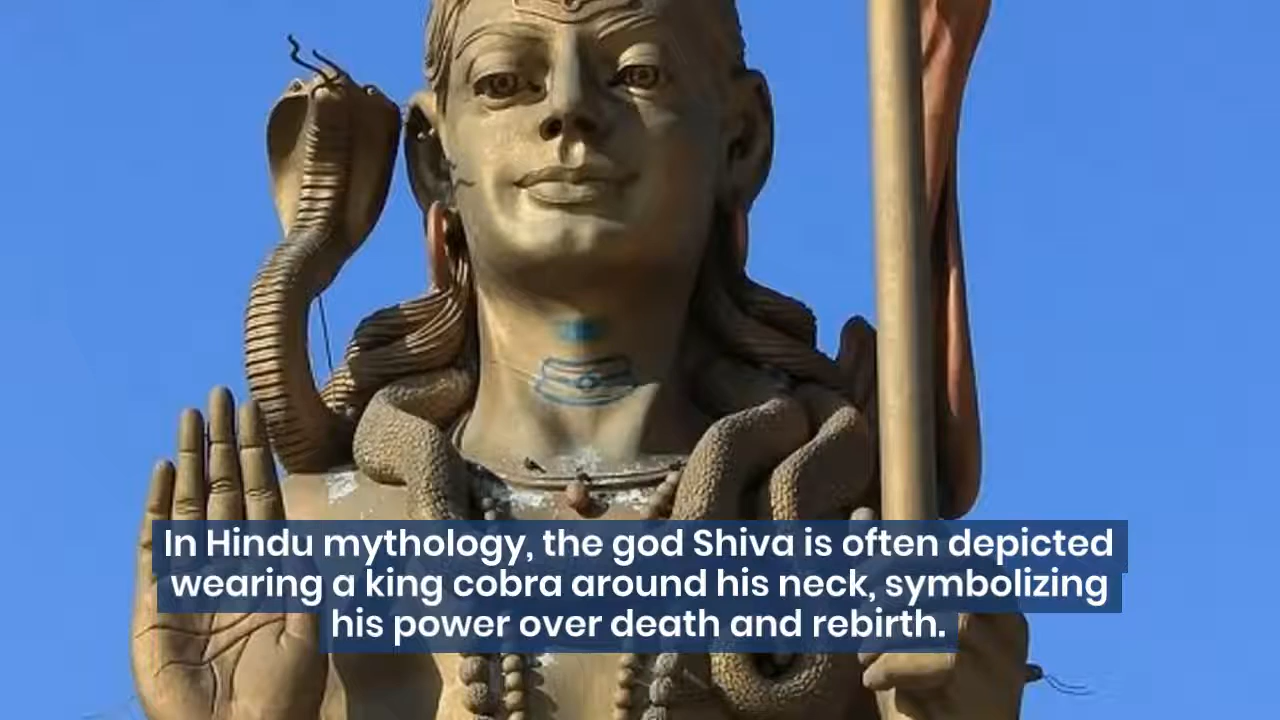 In Hindu mythology, the god Shiva is often depicted
wearing a king cobra around his neck, symbolizing
his power over death and rebirth.